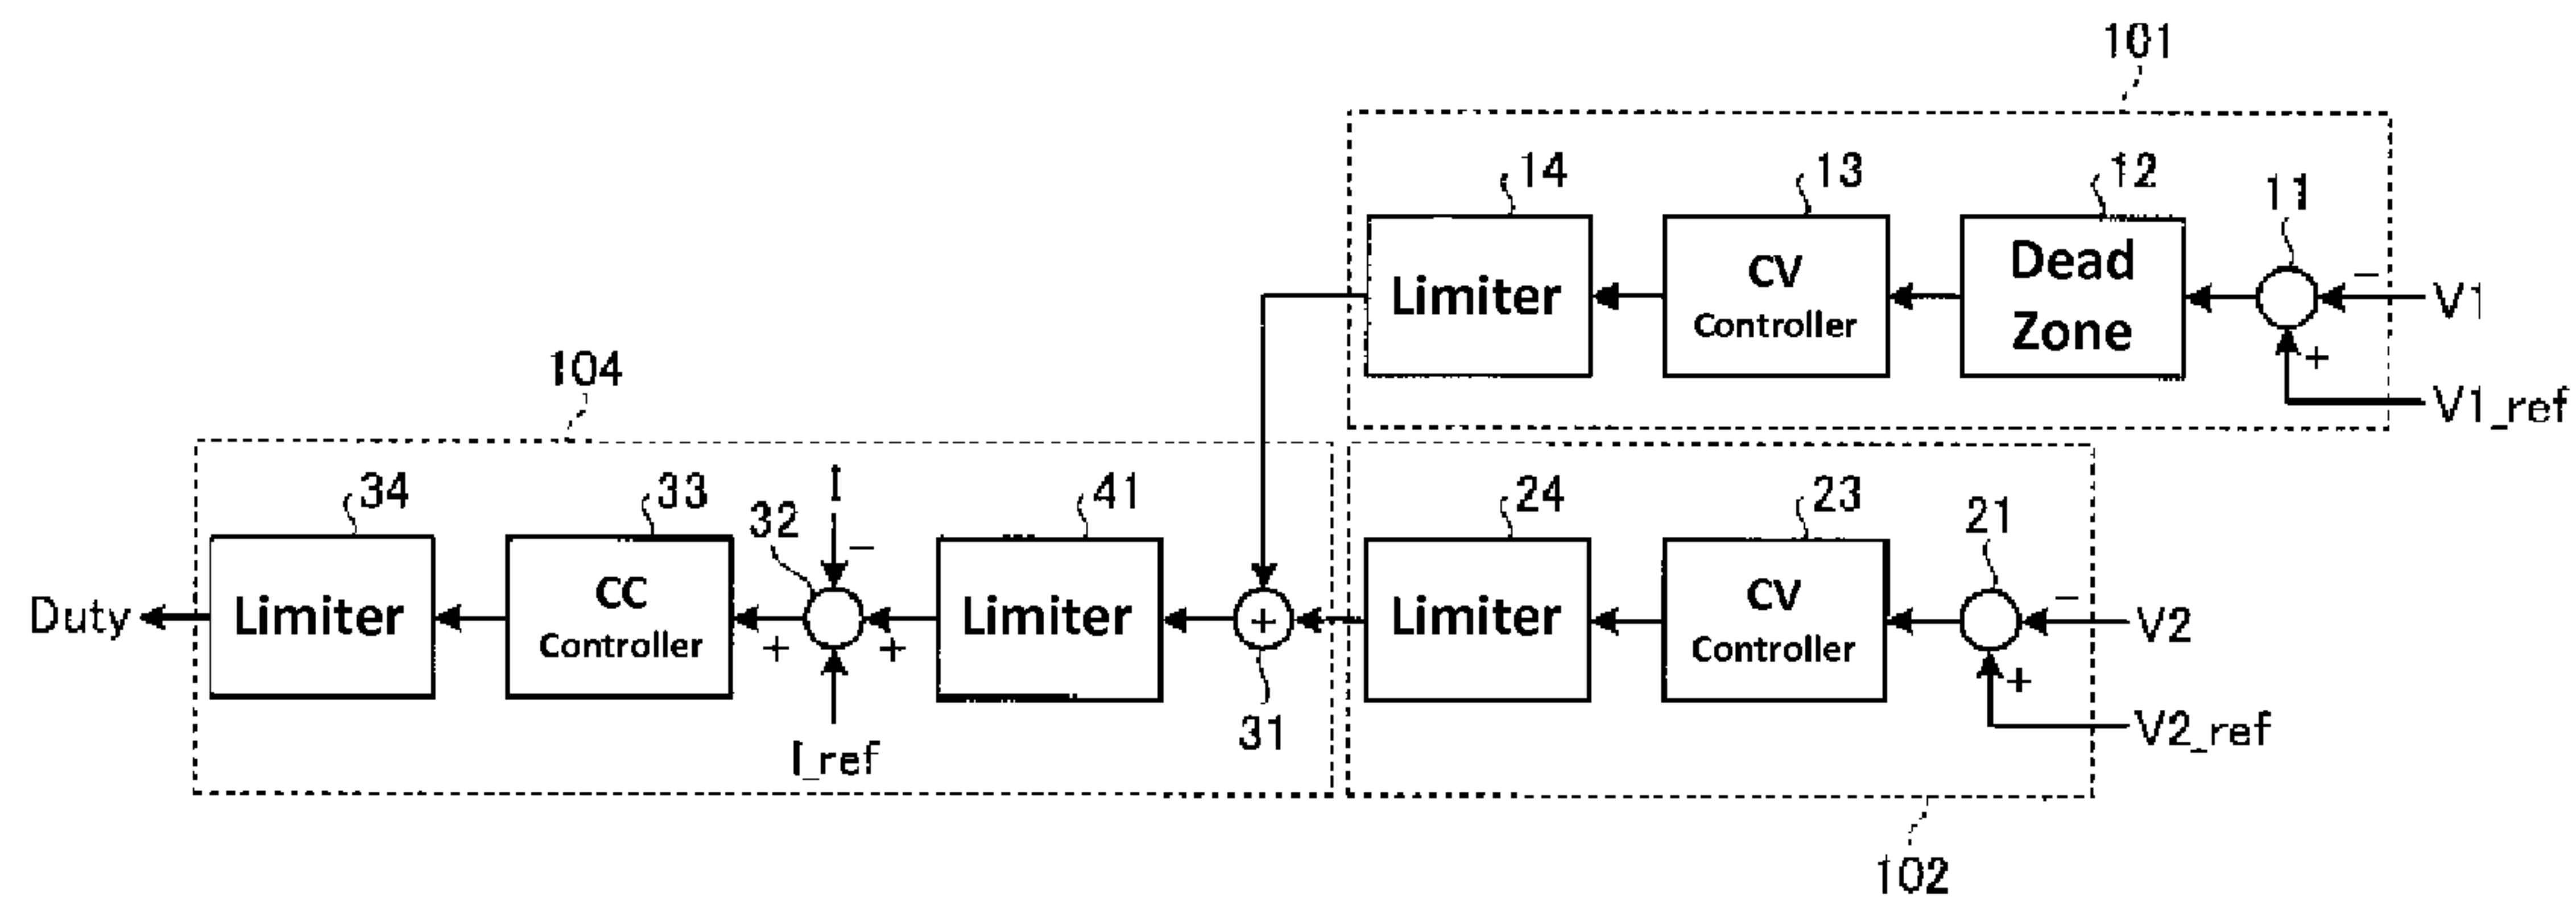 101
14
13
12
11
Limiter
CV
Controller
Dead
Zone
−
V1
+
V1_ref
104
34
33
32
I
−
41
24
23
21
Duty
Limiter
CC
Controller
+
+
Limiter
+
Limiter
CV
Controller
−
V2
+
I_ref
31
V2_ref
102